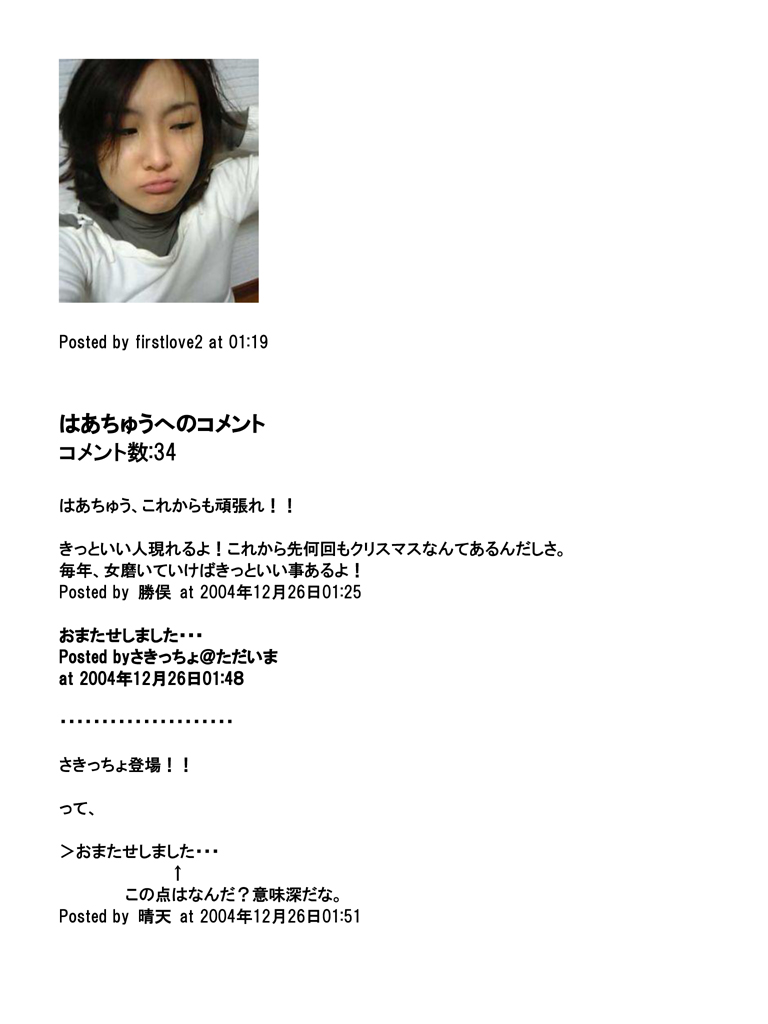 Posted by firstlove2 at 01:19
はあちゅうへのコメント
コメント数:34
はあちゅう、これからも頑張れ！！
きっといい人現れるよ！これから先何回もクリスマスなんてあるんだしさ。
毎年、女磨いていけばきっといい事あるよ！
Posted by 勝俣 at 2004年12月26日01:25
おまたせしました・・・
Posted byさきっちょ＠ただいま
at 2004年12月26日01:48
・・・・・・・・・・・・・・・・・・・・・
さきっちょ登場！！
って、
＞おまたせしました・・・
↑
この点はなんだ？意味深だな。
Posted by 晴天 at 2004年12月26日01:51